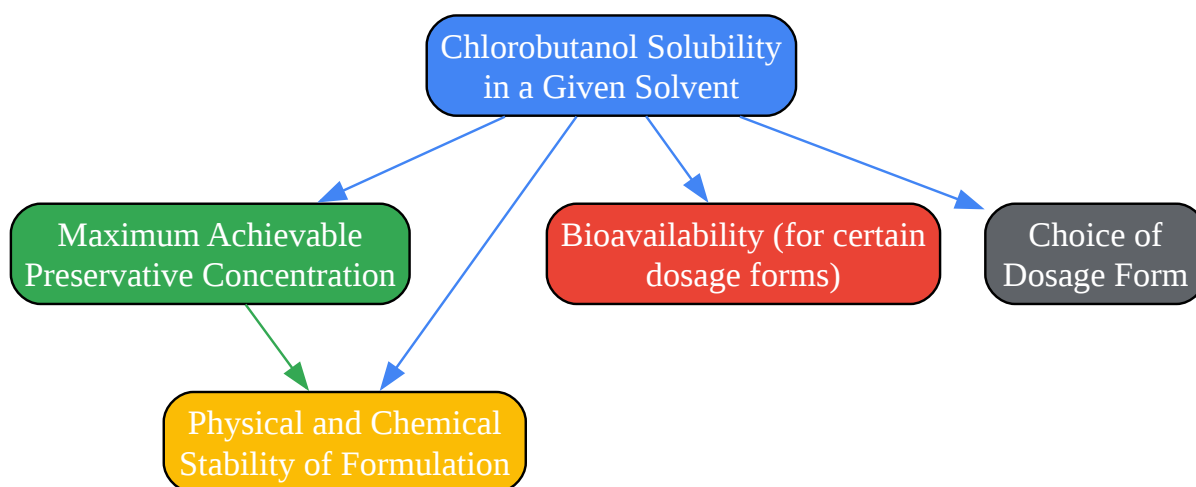 Chlorobutanol Solubility
in a Given Solvent
Maximum Achievable
Preservative Concentration
Bioavailability (for certain
dosage forms)
Choice of
Dosage Form
Physical and Chemical
Stability of Formulation